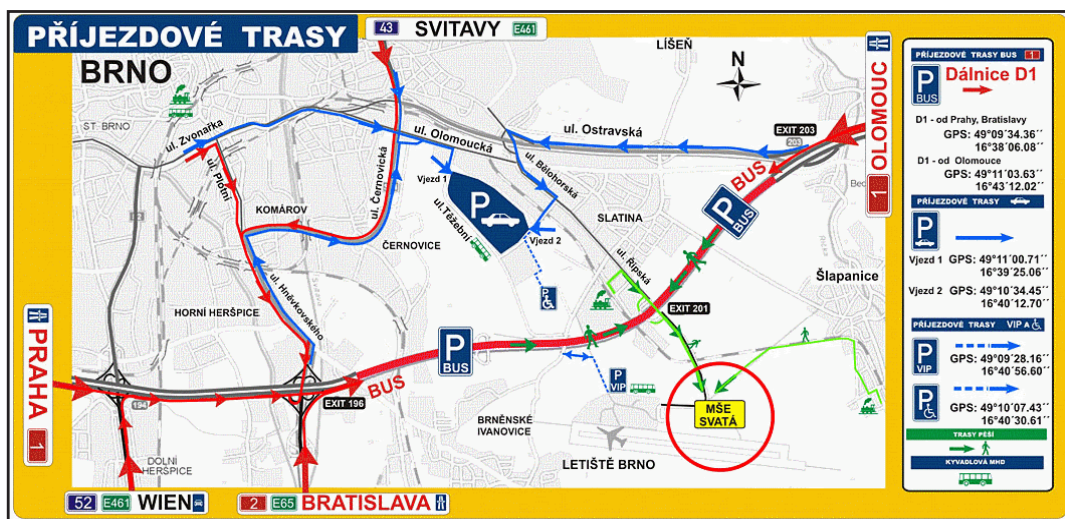 PŘÍJEZDOVÉ TRASY
43 SVITAVY E461
BRNO
LÍŠEŇ
N
OLOMOUC
1
ST. BRNO
ul. Zvonařka
ul. Olomoucká
ul. Ostravská
EXIT 203
203
ul. Plotní
ul. Černovická
Vjezd 1
ul. Bělohorská
BUS
KOMÁROV
P
ul. Těžební
SLATINA
P
BUS
ČERNOVICE
Vjezd 2
ul. Řípská
Šlapanice
ul. Hněvkovského
P
HORNÍ HERŠPICE
EXIT 201
PRAHA
1
P
BUS
BUS
P
VIP
194
EXIT 196
MŠE
SVATÁ
BRNĚNSKÉ
IVANOVICE
DOLNÍ
HERŠPICE
LETIŠTĚ BRNO
52 E461 WIEN
2 E65 BRATISLAVA
PŘÍJEZDOVÉ TRASY BUS 1
P
BUS
Dálnice D1
D1 - od Prahy, Bratislavy
GPS: 49°09´34.36´´
16°38´06.08´´
D1 - od Olomouce
GPS: 49°11´03.63´´
16°43´12.02´´
PŘÍJEZDOVÉ TRASY
P
Vjezd 1 GPS: 49°11´00.71´´
16°39´25.06´´
Vjezd 2 GPS: 49°10´34.45´´
16°40´12.70´´
PŘÍJEZDOVÉ TRASY VIP A
P
VIP
GPS: 49°09´28.16´´
16°40´56.60´´
P
GPS: 49°10´07.43´´
16°40´30.61´´
TRASY PĚŠÍ
KYVADLOVÁ MHD